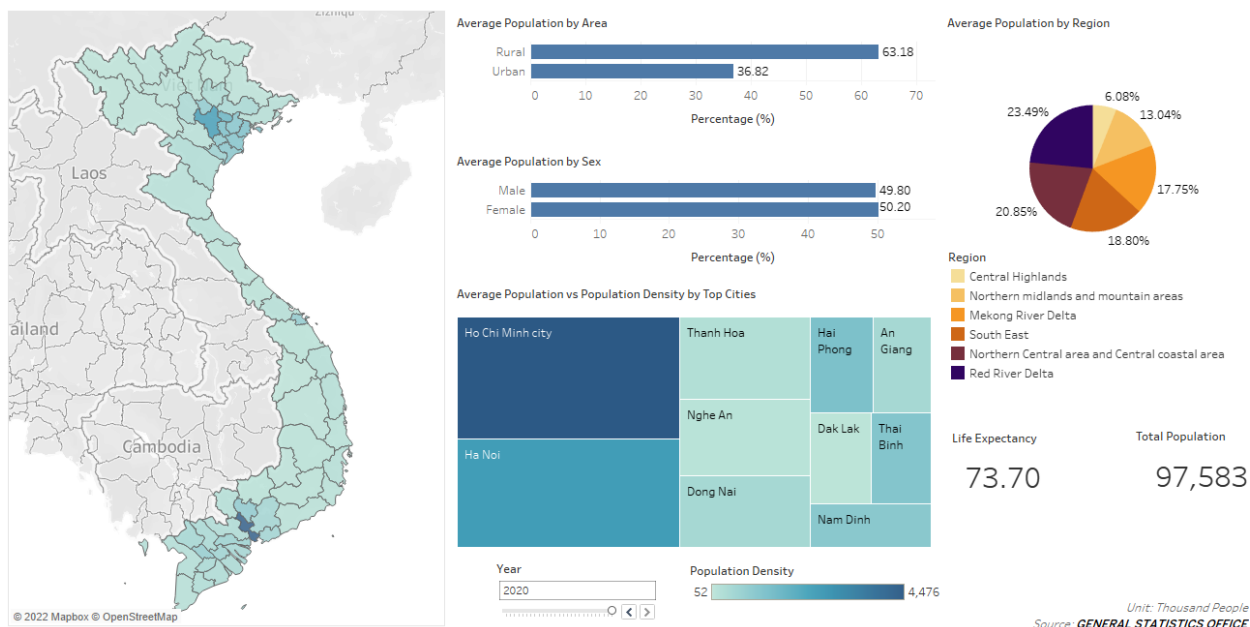 Zizhiqu
Việt Nam
Laos
ailand
Cambodia
© 2022 Mapbox © OpenStreetMap
Average Population by Area
Rural
63.18
Urban
36.82
0 10 20 30 40 50 60 70
Percentage (%)
Average Population by Sex
Male
49.80
Female
50.20
0 10 20 30 40 50
Percentage (%)
Average Population vs Population Density by Top Cities
Ho Chi Minh city
Ha Noi
Thanh Hoa
Nghe An
Dong Nai
Hai
Phong
An
Giang
Dak Lak
Thai
Binh
Nam Dinh
Year
2020
Population Density
52
4,476
Average Population by Region
6.08%
13.04%
17.75%
18.80%
20.85%
23.49%
Region
Central Highlands
Northern midlands and mountain areas
Mekong River Delta
South East
Northern Central area and Central coastal area
Red River Delta
Life Expectancy
73.70
Total Population
97,583
Unit: Thousand People
Source: GENERAL STATISTICS OFFICE